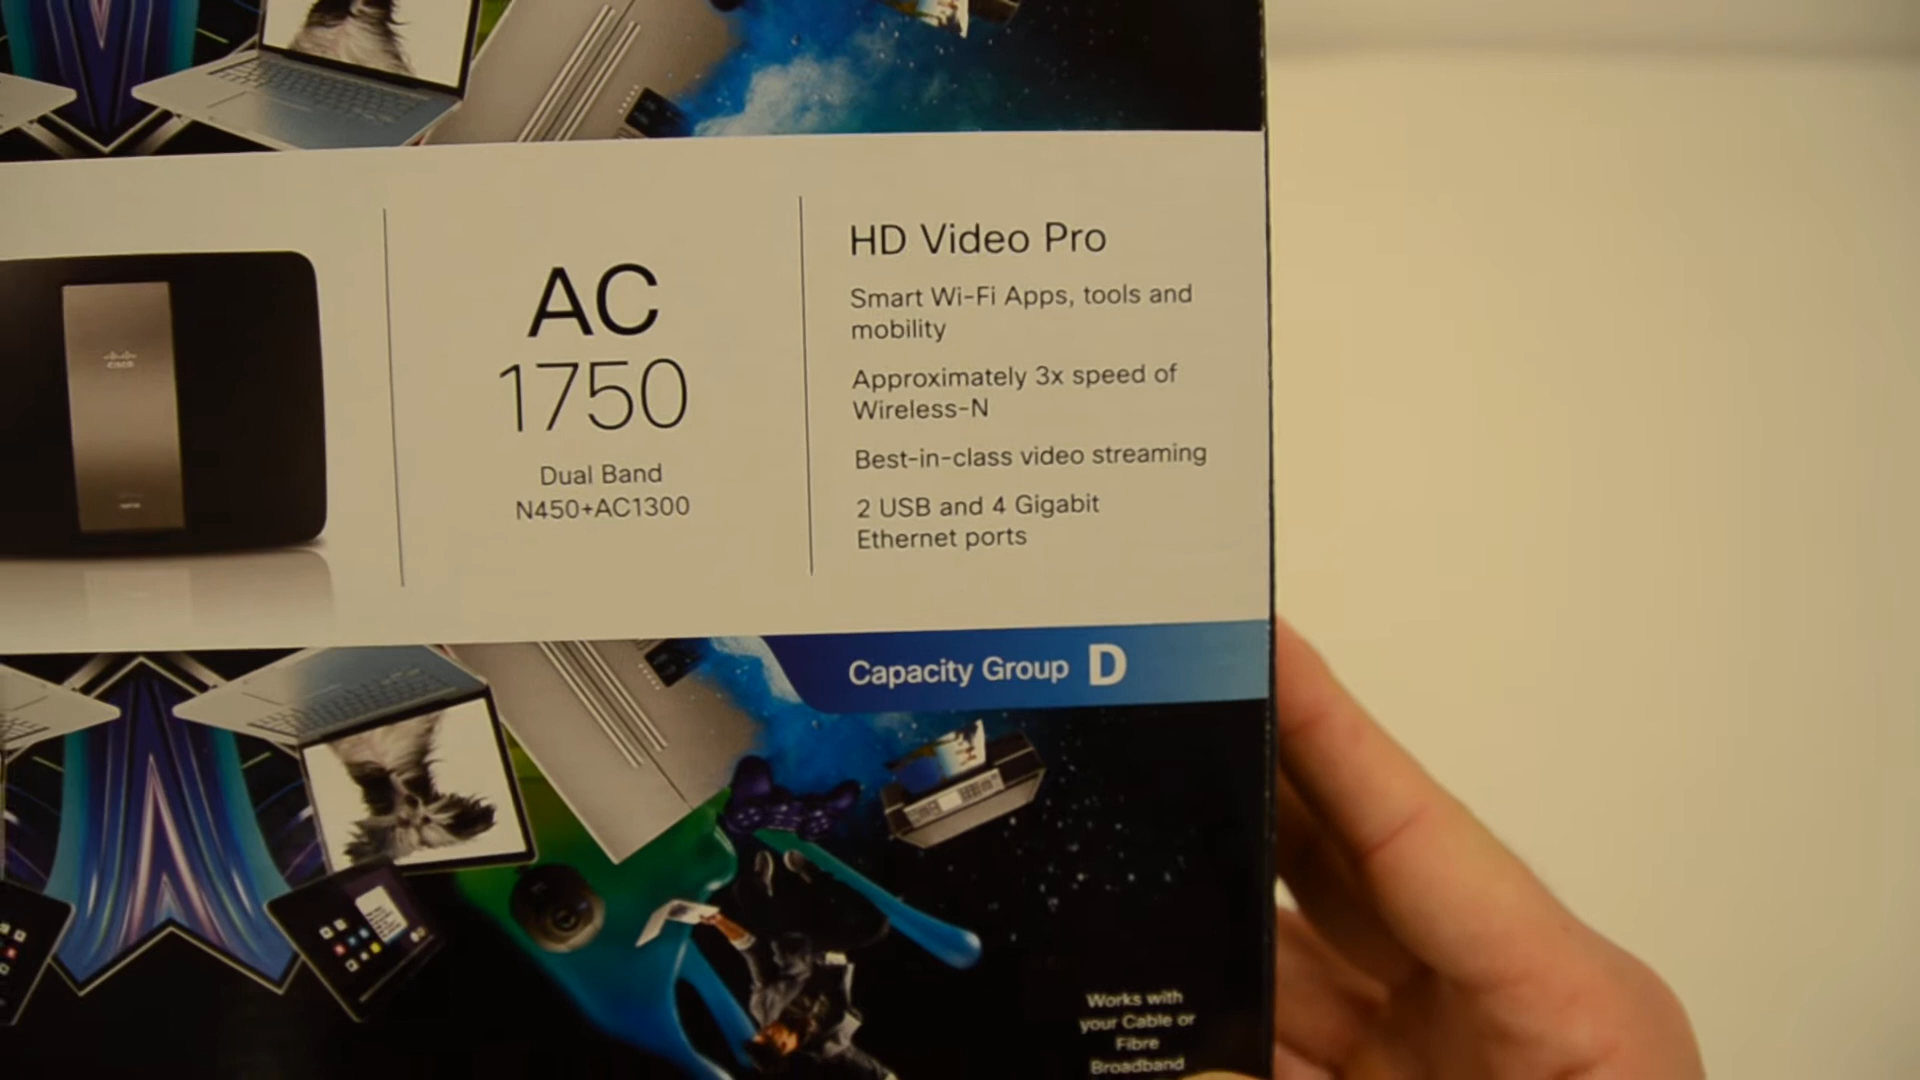 cisco
AC
1750
Dual Band
N450+AC1300
HD Video Pro
Smart Wi-Fi Apps, tools and
mobility
Approximately 3x speed of
Wireless-N
Best-in-class video streaming
2 USB and 4 Gigabit
Ethernet ports
Capacity Group D
Works with
your Cable or
Fibre
Broadband